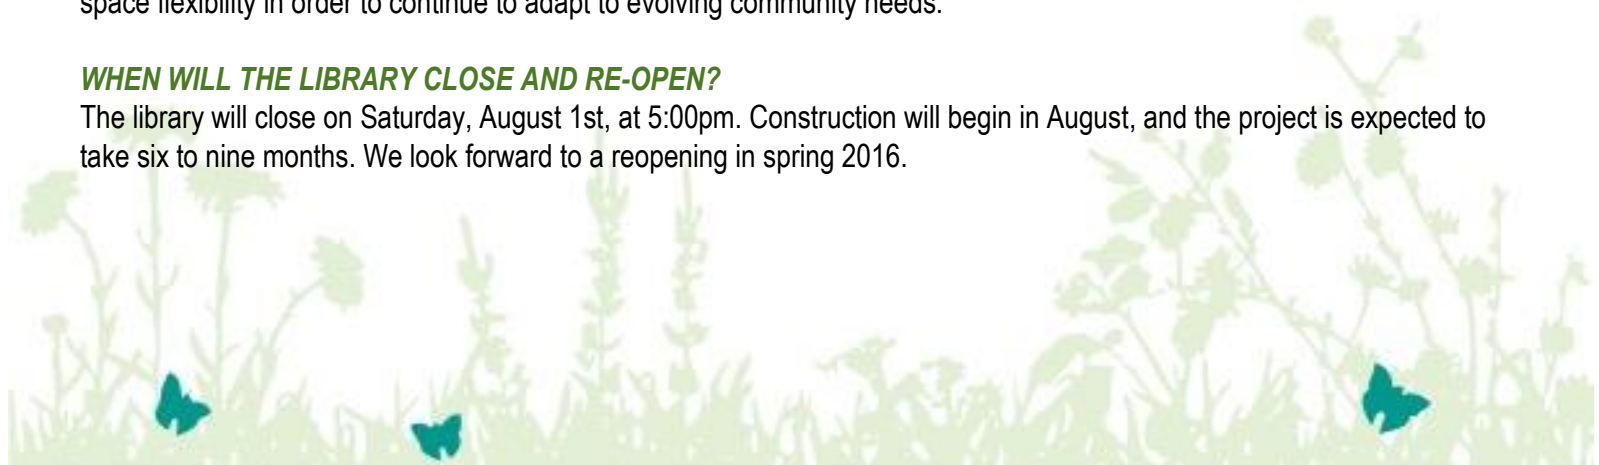 space flexibility in order to continue to adapt to evolving community needs.
WHEN WILL THE LIBRARY CLOSE AND RE-OPEN?
The library will close on Saturday, August 1st, at 5:00pm. Construction will begin in August, and the project is expected to
take six to nine months. We look forward to a reopening in spring 2016.